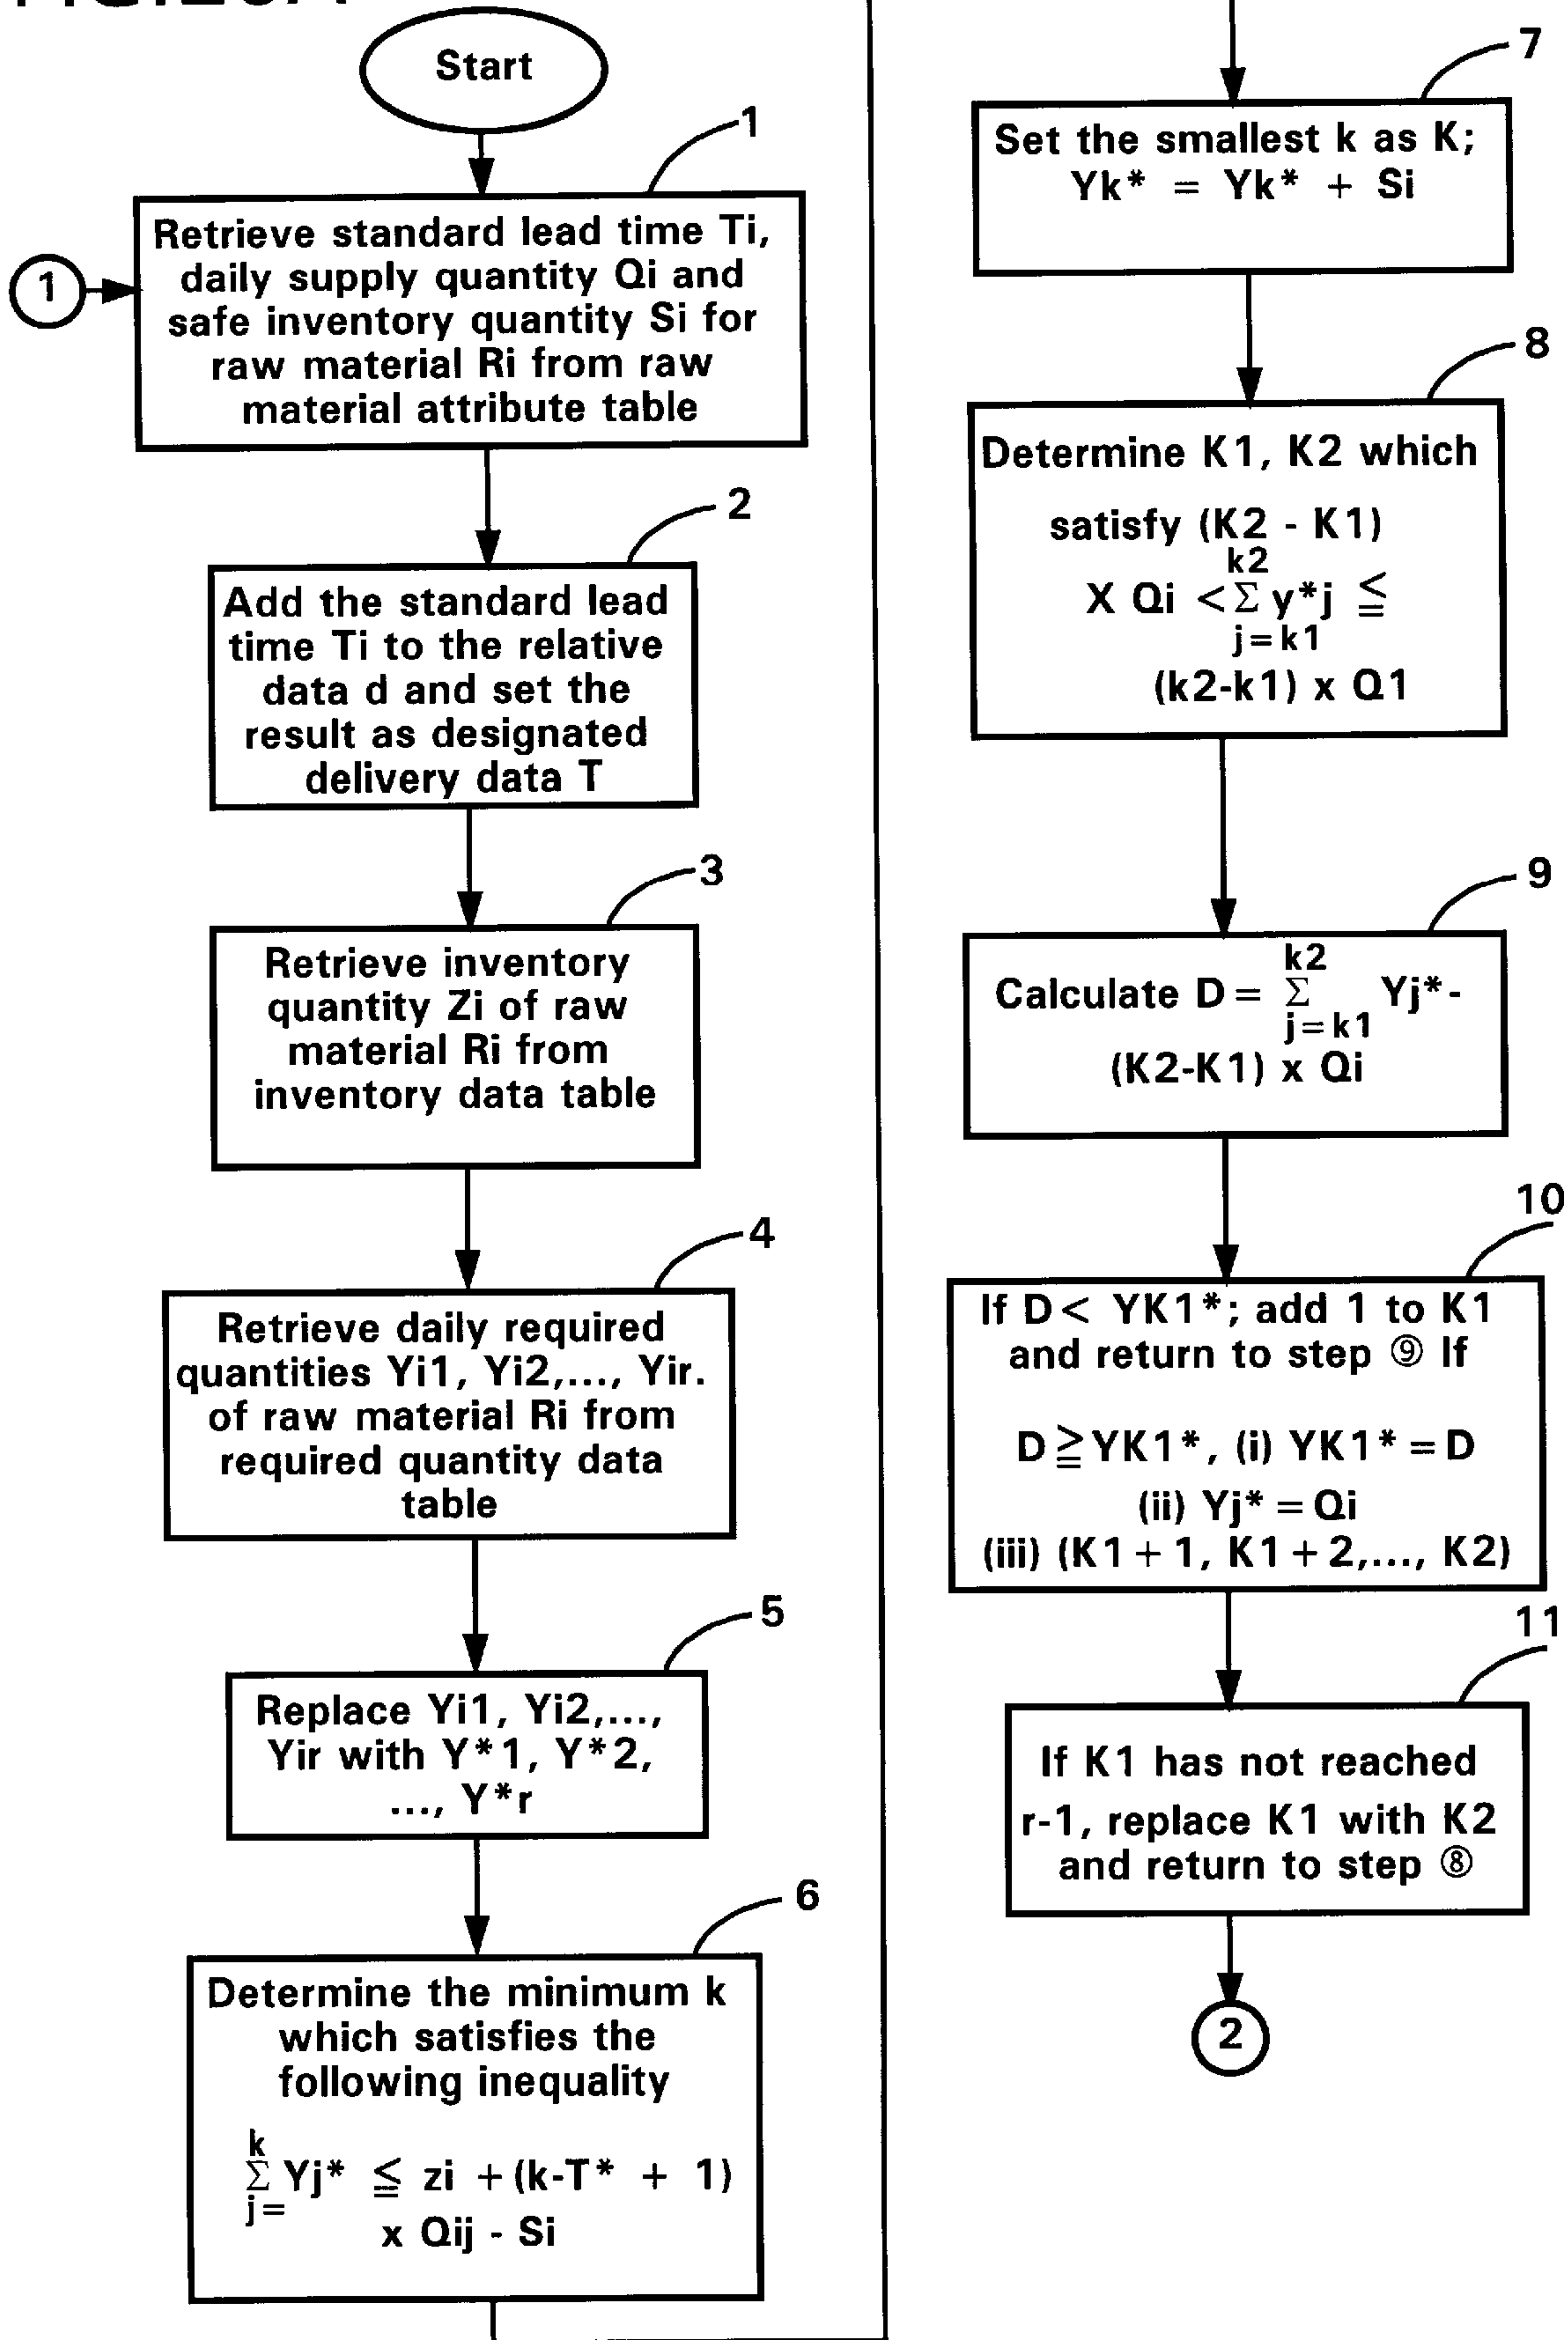 Start
1
1
Retrieve standard lead time Ti,
daily supply quantity Qi and
safe inventory quantity Si for
raw material Ri from raw
material attribute table
2
Add the standard lead
time Ti to the relative
data d and set the
result as designated
delivery data T
3
Retrieve inventory
quantity Zi of raw
material Ri from
inventory data table
4
Retrieve daily required
quantities Yi1, Yi2,..., Yir.
of raw material Ri from
required quantity data
table
5
Replace Yi1, Yi2,...,
Yir with Y*1, Y*2,
..., Y*r
6
Determine the minimum k
which satisfies the
following inequality
k
Σ Yj* ≦ zi + (k-T* + 1)
j=
x Qij - Si
7
Set the smallest k as K;
Yk* = Yk* + Si
8
Determine K1, K2 which
satisfy (K2 - K1)
k2
X Qi < Σ y*j ≦
j=k1
(k2-k1) x Q1
9
k2
Calculate D = Σ Yj* -
j=k1
(K2-K1) x Qi
10
If D < YK1*; add 1 to K1
and return to step ⑨ If
D ≧ YK1*, (i) YK1* = D
(ii) Yj* = Qi
(iii) (K1 + 1, K1 + 2,..., K2)
11
If K1 has not reached
r-1, replace K1 with K2
and return to step ⑧
2